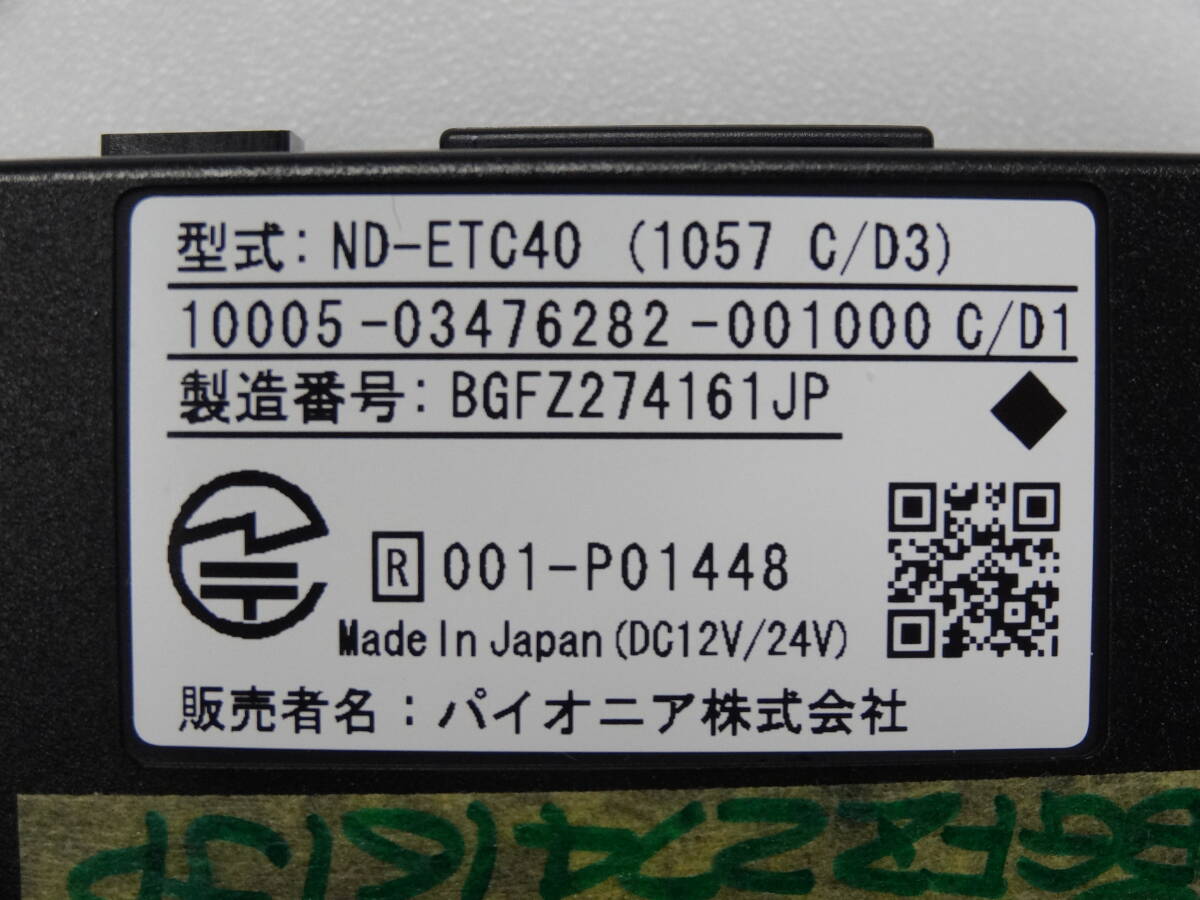 型式: ND-ETC40 (1057 C/D3)
10005-03476282-001000 C/D1
製造番号: BGFZ274161JP
R 001-P01448
Made In Japan (DC12V/24V)
販売者名：パイオニア株式会社
BGFZ274161JP